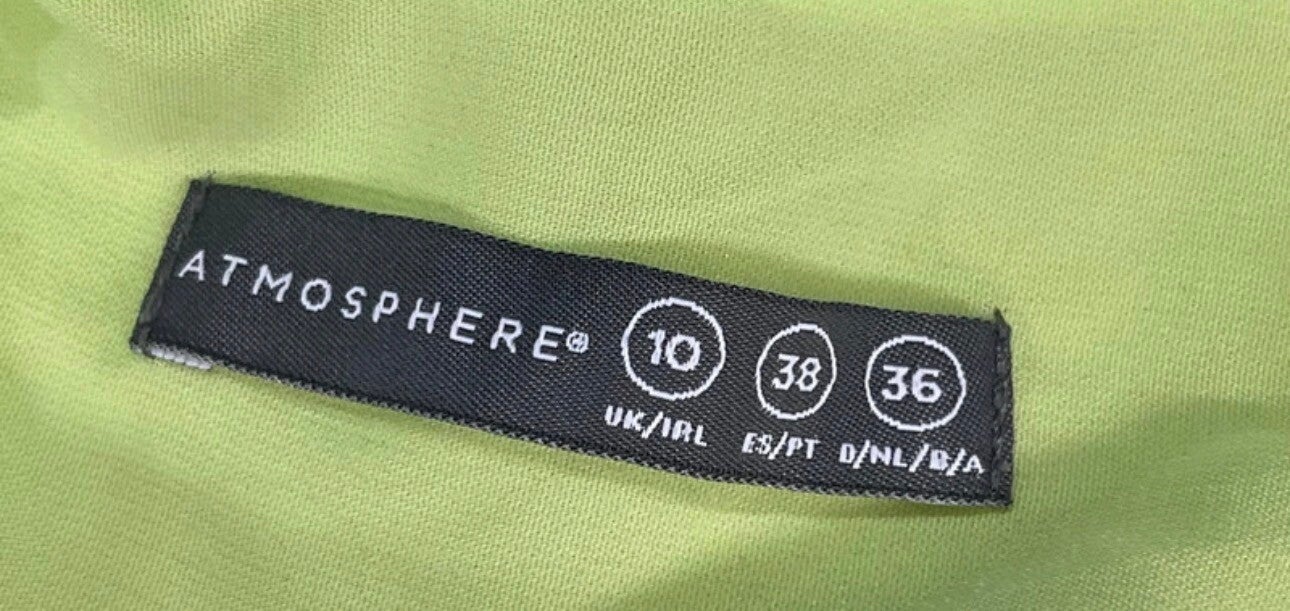 ATMOSPHERE® 10 38 36
UK/IRL ES/PT D/NL/B/A